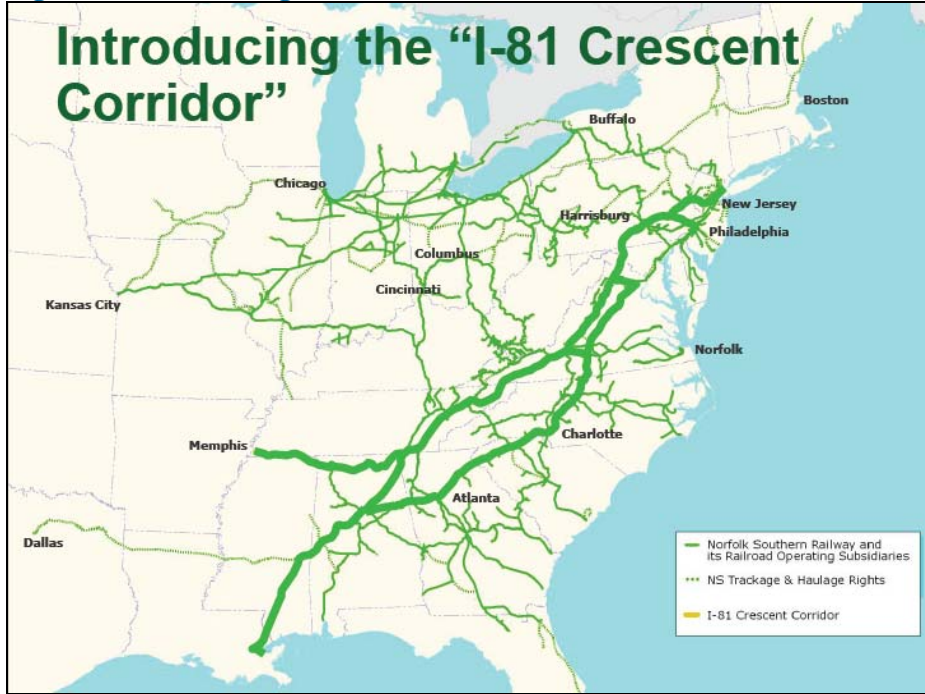 Introducing the “I-81 Crescent
Corridor”
Boston
Buffalo
Chicago
New Jersey
Harrisburg
Philadelphia
Columbus
Cincinnati
Kansas City
Norfolk
Memphis
Charlotte
Atlanta
Dallas
Norfolk Southern Railway and
its Railroad Operating Subsidiaries
NS Trackage & Haulage Rights
I-81 Crescent Corridor